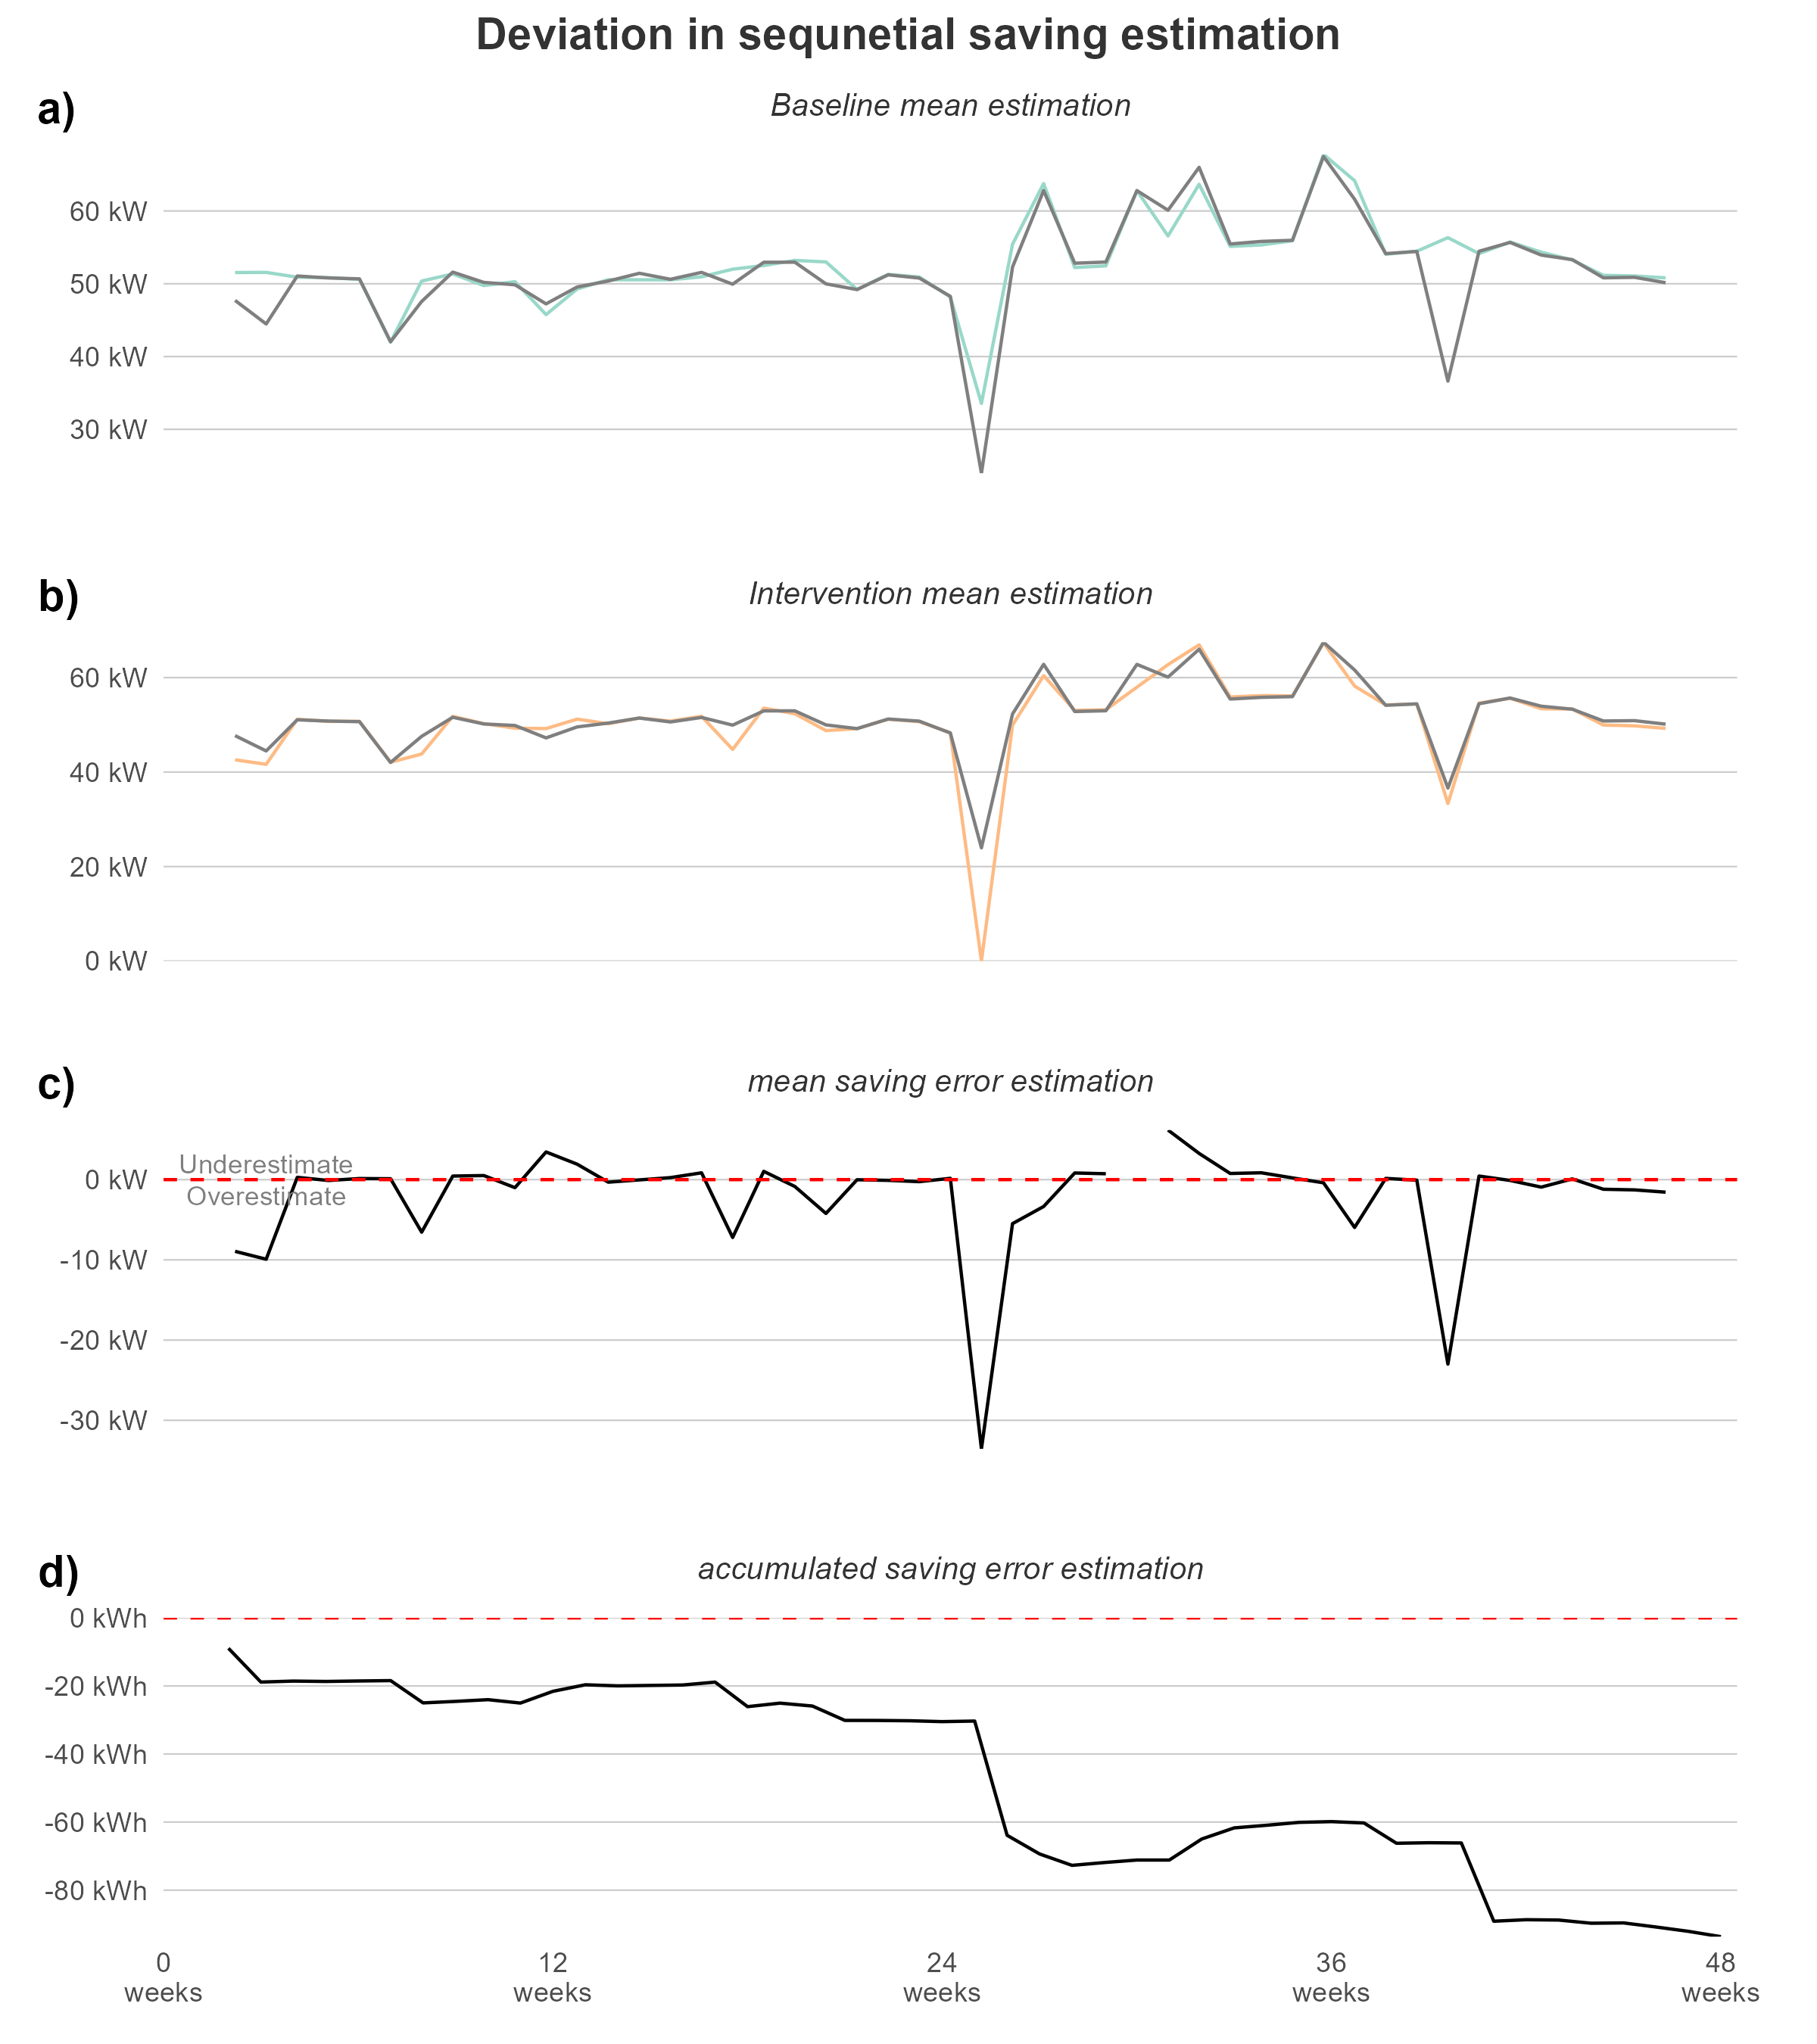 Deviation in sequnetial saving estimation
a)
Baseline mean estimation
60 kW
50 kW
40 kW
30 kW
b)
Intervention mean estimation
60 kW
40 kW
20 kW
0 kW
c)
mean saving error estimation
Underestimate
0 kW
Overestimate
-10 kW
-20 kW
-30 kW
d)
accumulated saving error estimation
0 kWh
-20 kWh
-40 kWh
-60 kWh
-80 kWh
0 12 24 36 48
weeks weeks weeks weeks weeks